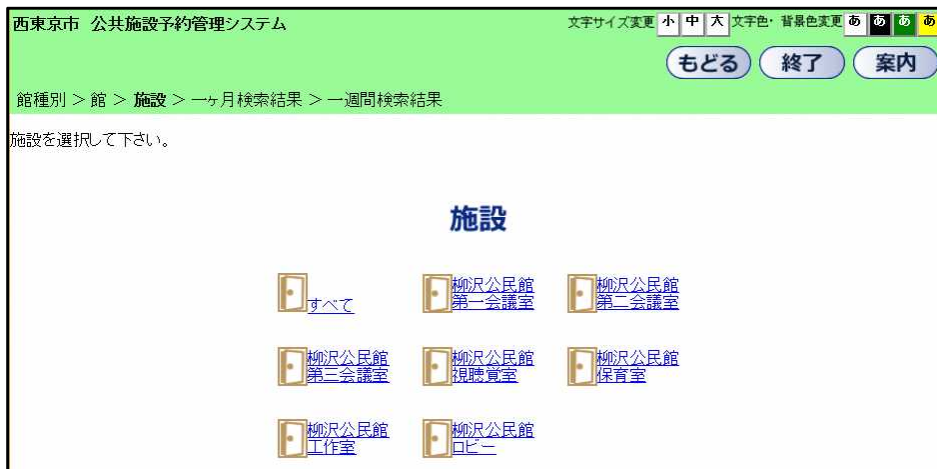 西東京市 公共施設予約管理システム
文字サイズ変更 小 中 大 文字色・背景色変更 あ あ あ あ
もどる 終了 案内
館種別 > 館 > 施設 > 一ヶ月検索結果 > 一週間検索結果
施設を選択して下さい。
施設
すべて
柳沢公民館
第一会議室
柳沢公民館
第二会議室
柳沢公民館
第三会議室
柳沢公民館
視聴覚室
柳沢公民館
保育室
柳沢公民館
工作室
柳沢公民館
ロビー